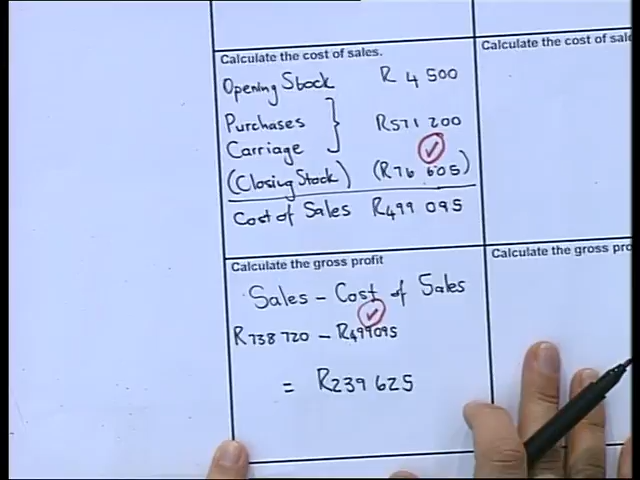 Calculate the cost of sales.
Opening Stock R 4 500
Purchases R571 200
Carriage
(Closing Stock) (R76 605)
Cost of Sales R499 095
Calculate the gross profit
Sales - Cost of Sales
R738 720 - R499095
= R239 625
Calculate the cost of
Calculate the gross